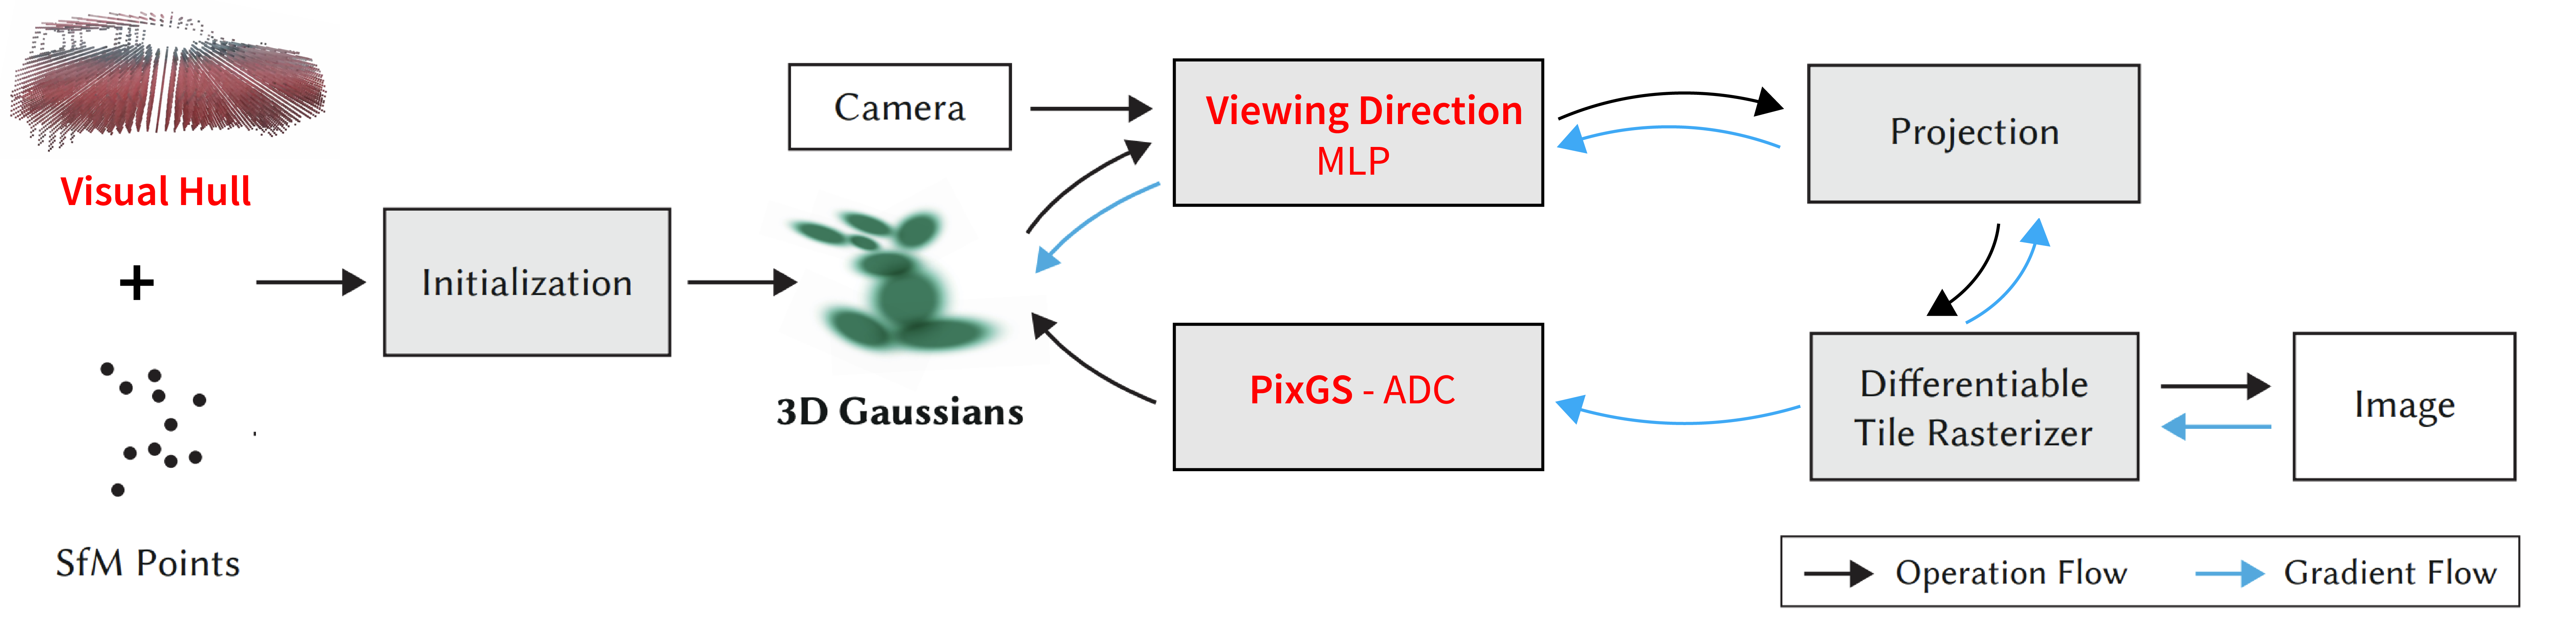 Visual Hull
+
SfM Points
Initialization
Camera
3D Gaussians
Viewing Direction
MLP
PixGS - ADC
Projection
Differentiable
Tile Rasterizer
Image
Operation Flow
Gradient Flow